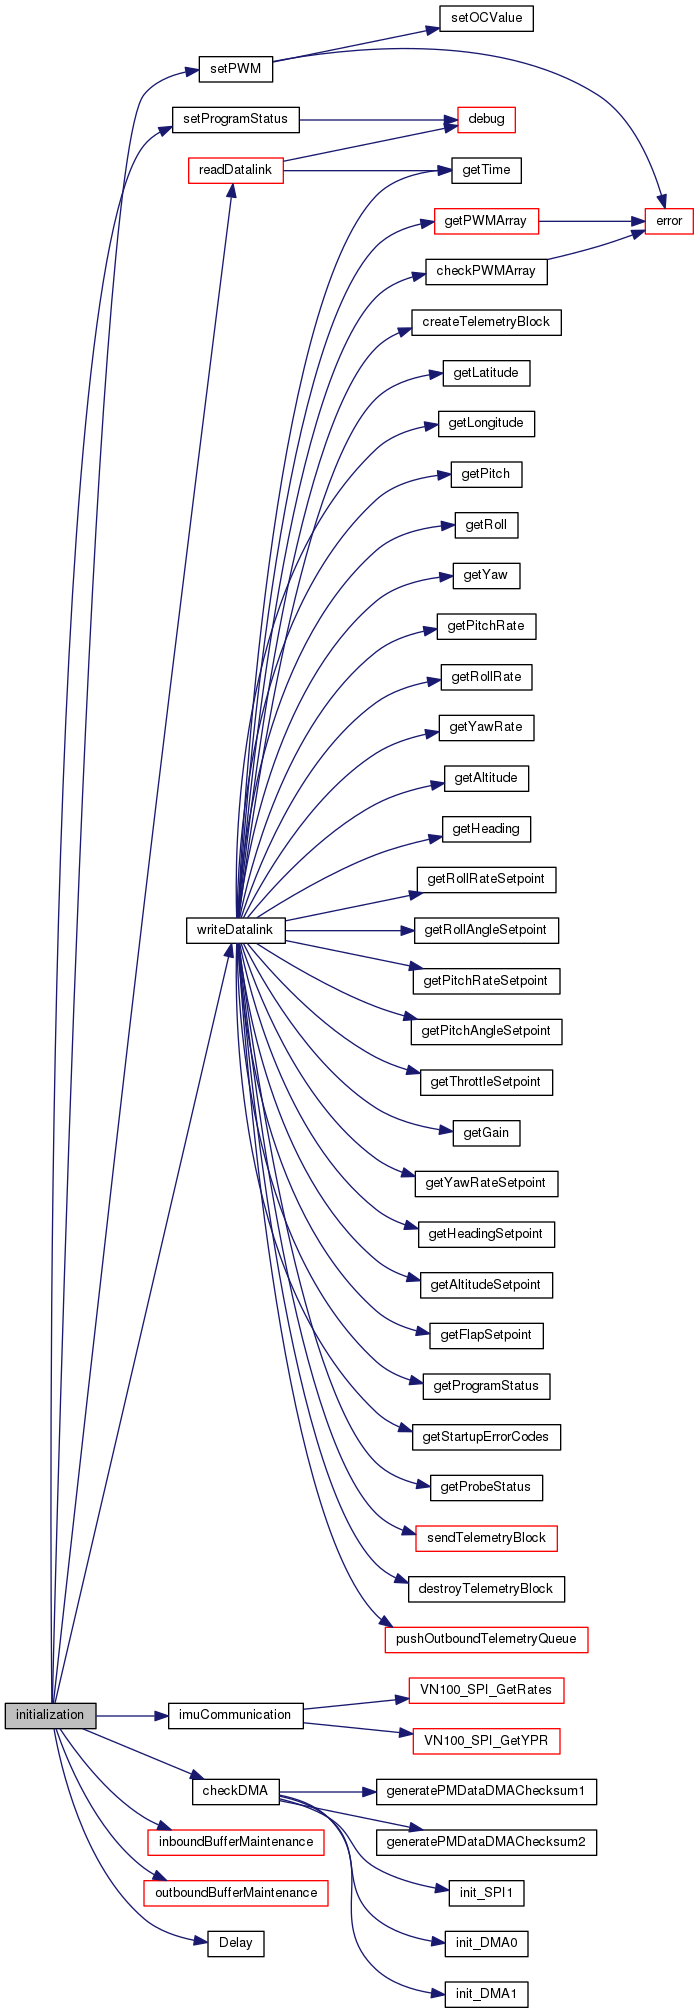 setOCValue
setPWM
setProgramStatus
debug
readDatalink
getTime
getPWMArray
error
checkPWMArray
createTelemetryBlock
getLatitude
getLongitude
getPitch
getRoll
getYaw
getPitchRate
getRollRate
getYawRate
getAltitude
getHeading
getRollRateSetpoint
writeDatalink
getRollAngleSetpoint
getPitchRateSetpoint
getPitchAngleSetpoint
getThrottleSetpoint
getGain
getYawRateSetpoint
getHeadingSetpoint
getAltitudeSetpoint
getFlapSetpoint
getProgramStatus
getStartupErrorCodes
getProbeStatus
sendTelemetryBlock
destroyTelemetryBlock
pushOutboundTelemetryQueue
VN100_SPI_GetRates
initialization
imuCommunication
VN100_SPI_GetYPR
checkDMA
generatePMDataDMAChecksum1
inboundBufferMaintenance
generatePMDataDMAChecksum2
outboundBufferMaintenance
init_SPI1
Delay
init_DMA0
init_DMA1